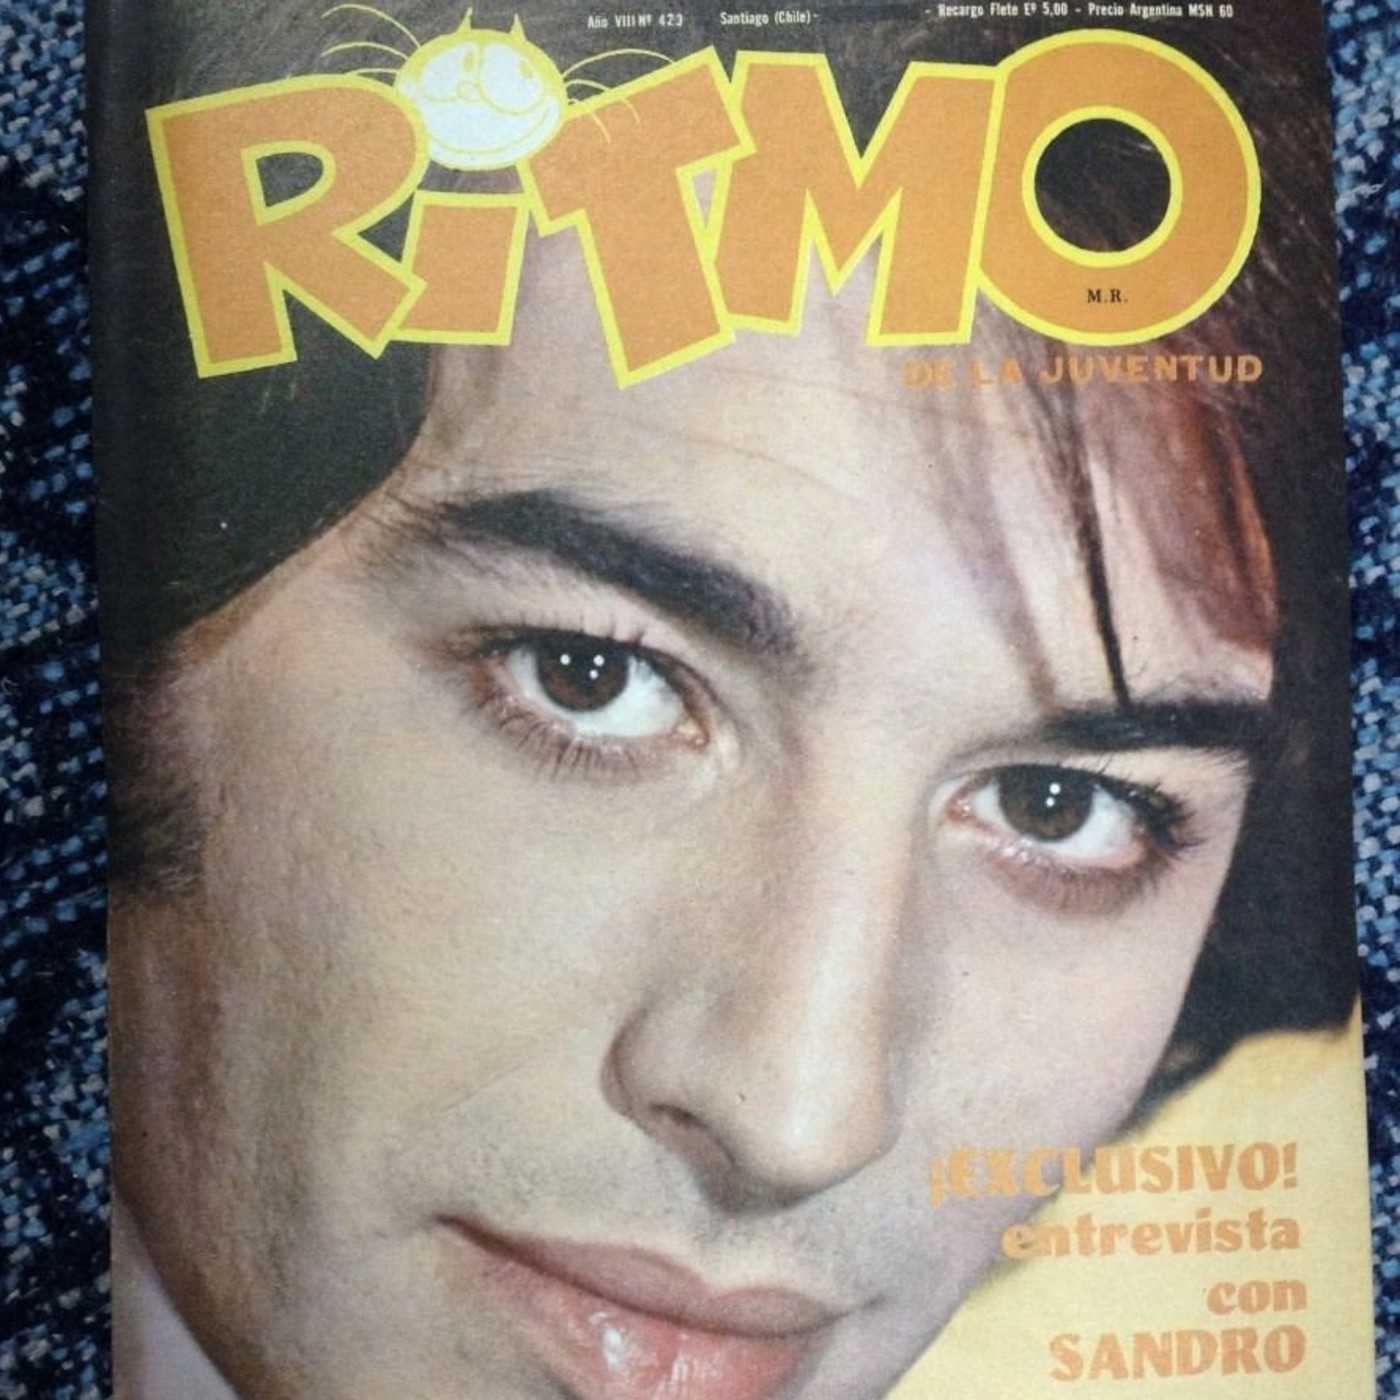 Año VIII Nº 423 Santiago (Chile)- - Recargo Flete Eº 5,00 - Precio Argentina M$N 60
RiTMO
M.R.
DE LA JUVENTUD
¡EXCLUSIVO!
entrevista
con
SANDRO